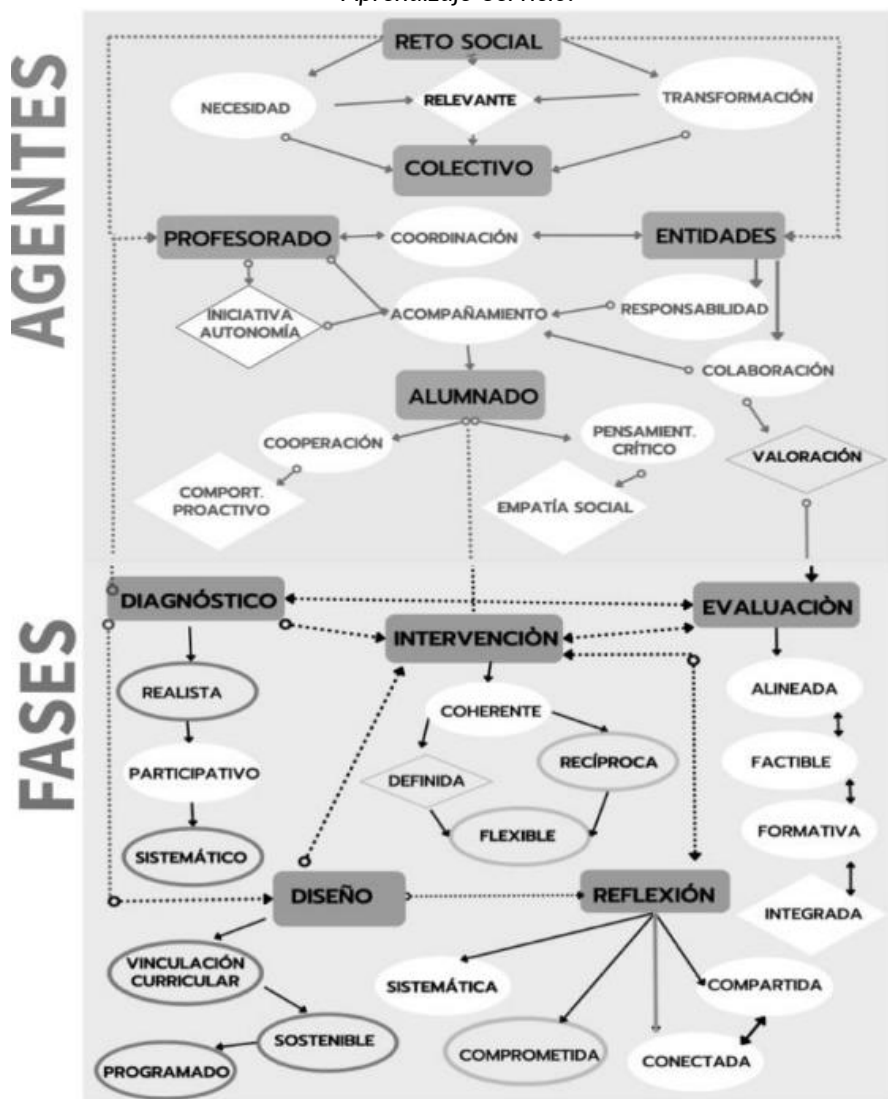 AGENTES
RETO SOCIAL
NECESIDAD
RELEVANTE
TRANSFORMACIÓN
COLECTIVO
PROFESORADO
COORDINACIÓN
ENTIDADES
INICIATIVA
AUTONOMÍA
ACOMPAÑAMIENTO
RESPONSABILIDAD
COLABORACIÓN
ALUMNADO
COOPERACIÓN
PENSAMIENT.
CRÍTICO
VALORACIÓN
COMPORT.
PROACTIVO
EMPATÍA SOCIAL
FASES
DIAGNÓSTICO
INTERVENCIÒN
EVALUACIÒN
REALISTA
PARTICIPATIVO
SISTEMÁTICO
COHERENTE
DEFINIDA
RECÍPROCA
FLEXIBLE
ALINEADA
FACTIBLE
FORMATIVA
INTEGRADA
DISEÑO
REFLEXIÓN
VINCULACIÓN
CURRICULAR
SOSTENIBLE
PROGRAMADO
SISTEMÁTICA
COMPROMETIDA
CONECTADA
COMPARTIDA